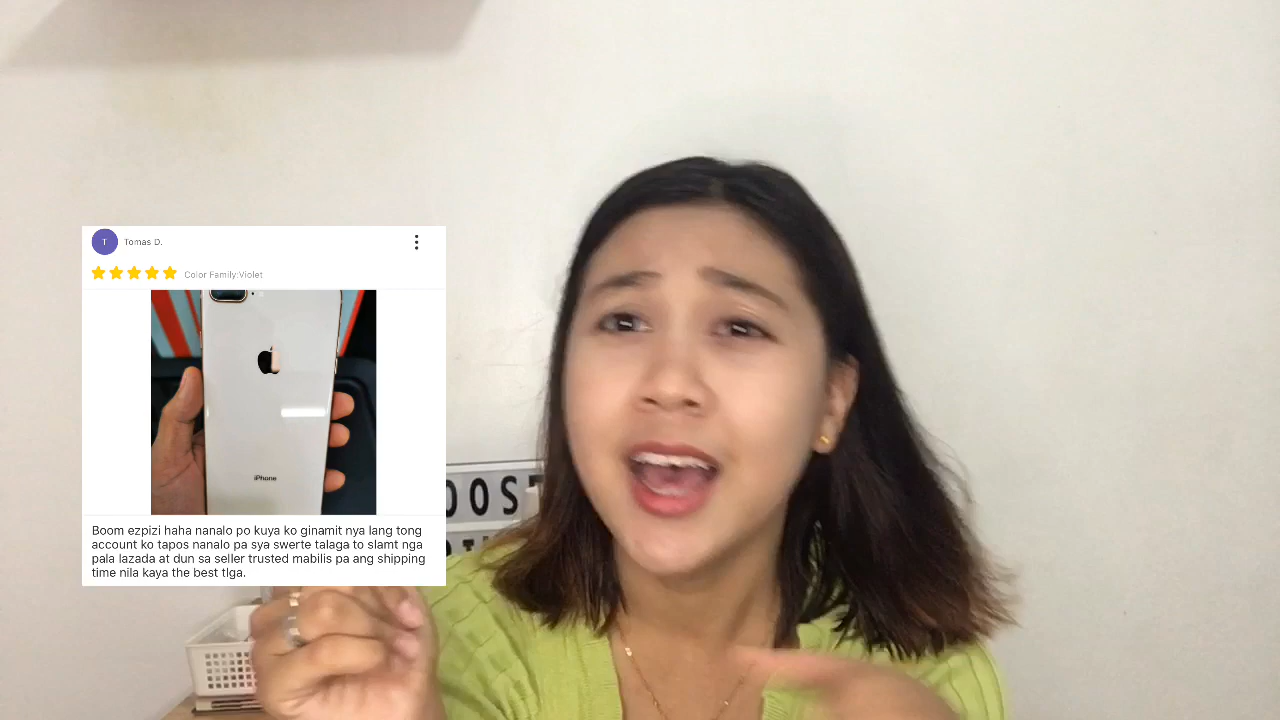 T
Tomas D.
Color Family:Violet
iPhone
Boom ezpizi haha nanalo po kuya ko ginamit nya lang tong
account ko tapos nanalo pa sya swerte talaga to slamt nga
pala lazada at dun sa seller trusted mabilis pa ang shipping
time nila kaya the best tlga.